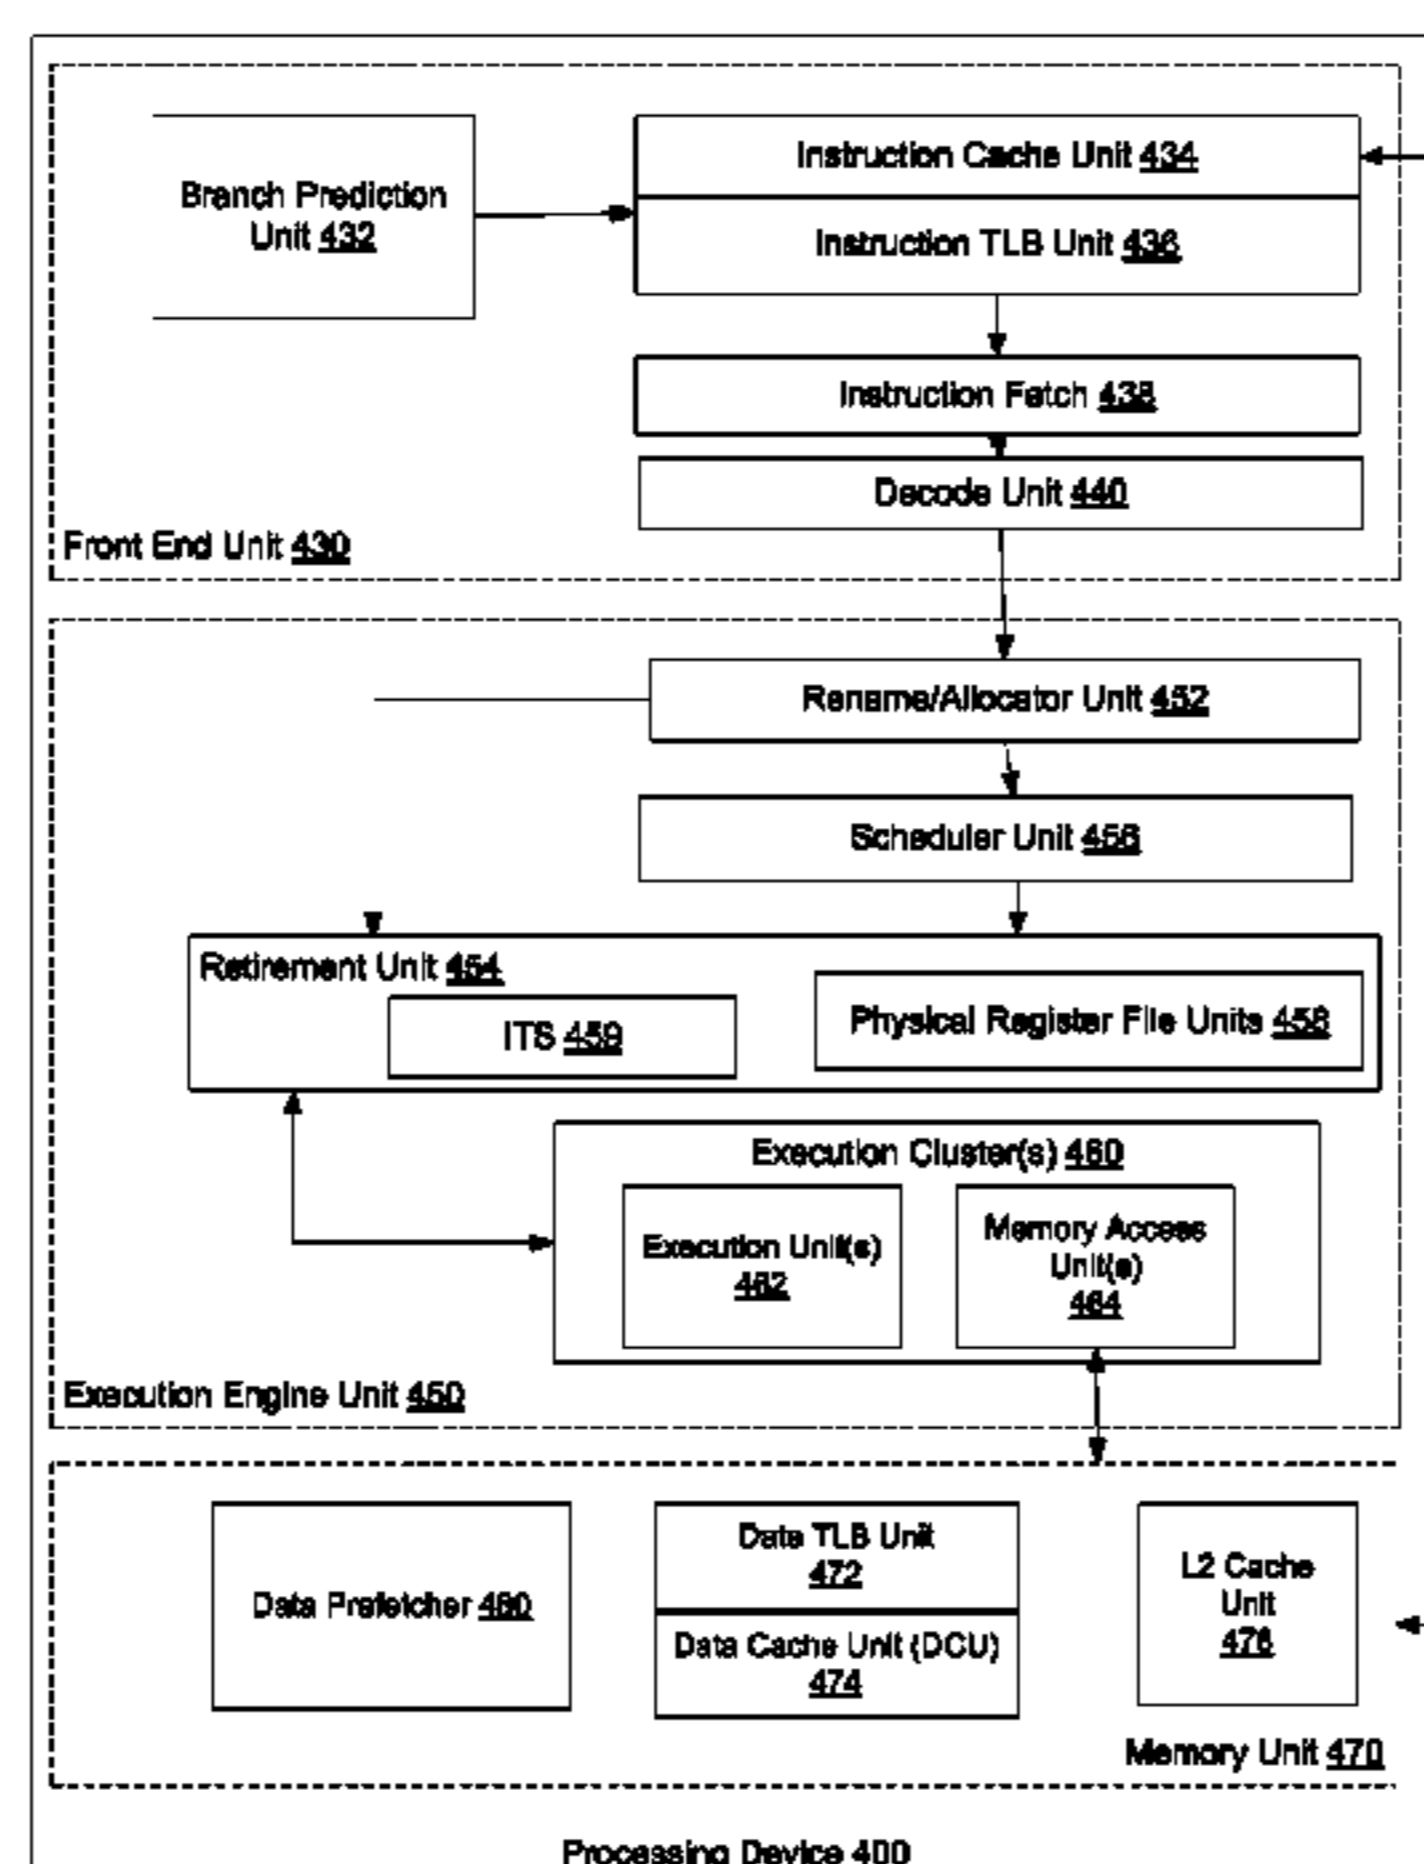 Branch Prediction
Unit 432
Instruction Cache Unit 434
Instruction TLB Unit 436
Instruction Fetch 438
Decode Unit 440
Front End Unit 430
Rename/Allocator Unit 452
Scheduler Unit 456
Retirement Unit 454
ITS 459
Physical Register File Units 458
Execution Cluster(s) 460
Execution Unit(s)
462
Memory Access
Unit(s)
464
Execution Engine Unit 450
Data Prefetcher 480
Data TLB Unit
472
Data Cache Unit (DCU)
474
L2 Cache
Unit
476
Memory Unit 470
Processing Device 400